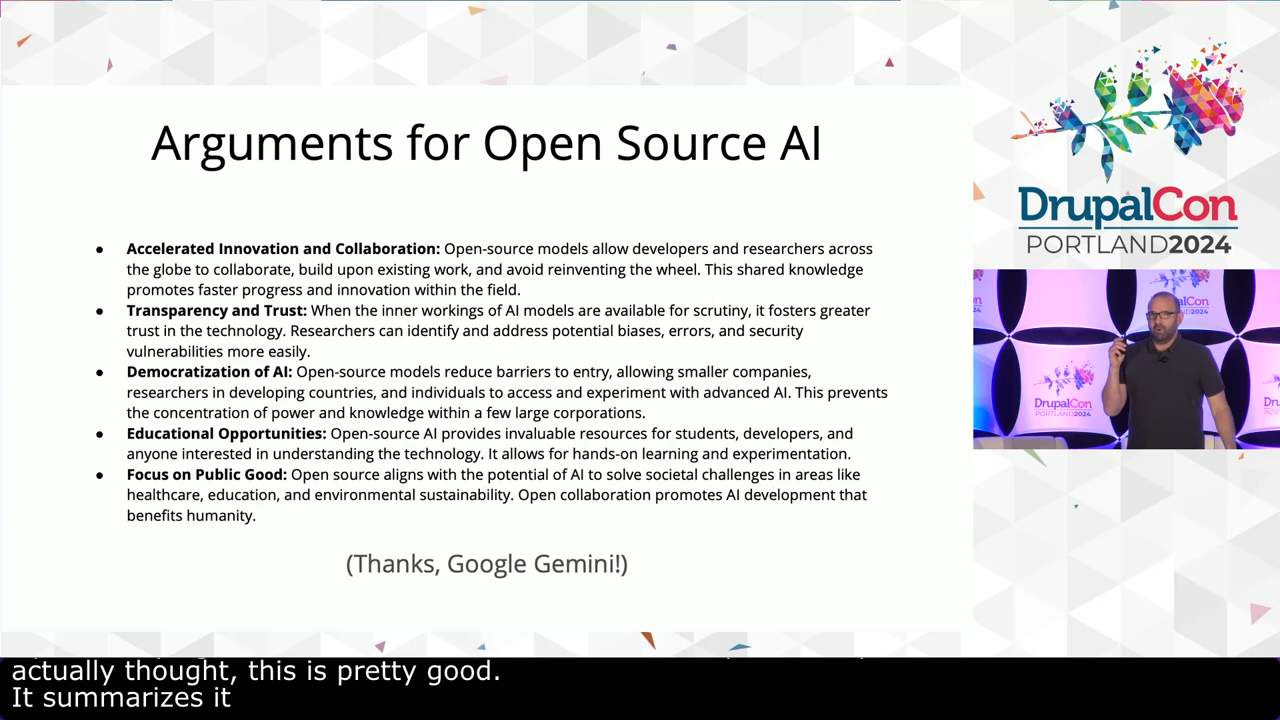 Arguments for Open Source AI
● Accelerated Innovation and Collaboration: Open-source models allow developers and researchers across
the globe to collaborate, build upon existing work, and avoid reinventing the wheel. This shared knowledge
promotes faster progress and innovation within the field.
● Transparency and Trust: When the inner workings of AI models are available for scrutiny, it fosters greater
trust in the technology. Researchers can identify and address potential biases, errors, and security
vulnerabilities more easily.
● Democratization of AI: Open-source models reduce barriers to entry, allowing smaller companies,
researchers in developing countries, and individuals to access and experiment with advanced AI. This prevents
the concentration of power and knowledge within a few large corporations.
● Educational Opportunities: Open-source AI provides invaluable resources for students, developers, and
anyone interested in understanding the technology. It allows for hands-on learning and experimentation.
● Focus on Public Good: Open source aligns with the potential of AI to solve societal challenges in areas like
healthcare, education, and environmental sustainability. Open collaboration promotes AI development that
benefits humanity.
(Thanks, Google Gemini!)
DrupalCon
PORTLAND2024
DrupalCon
PORTLAND2024
actually thought, this is pretty good.
It summarizes it